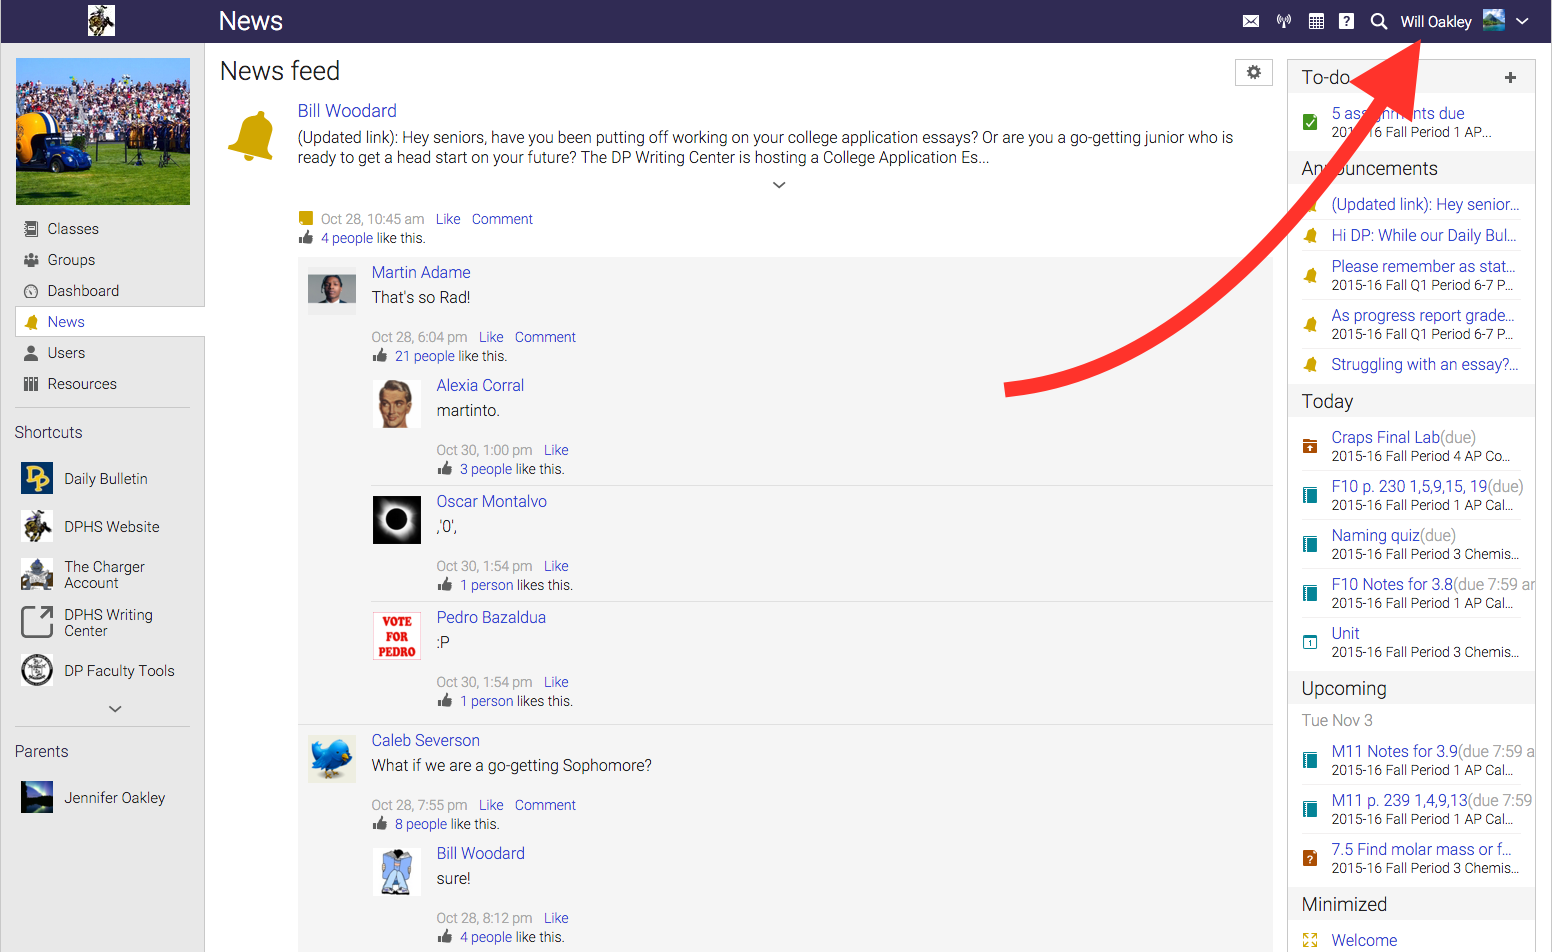 News
Will Oakley
Classes
Groups
Dashboard
News
Users
Resources
Shortcuts
DP
Daily Bulletin
DPHS Website
The Charger
Account
DPHS Writing
Center
DP Faculty Tools
Parents
Jennifer Oakley
News feed
Bill Woodard
(Updated link): Hey seniors, have you been putting off working on your college application essays? Or are you a go-getting junior who is
ready to get a head start on your future? The DP Writing Center is hosting a College Application Es...
Oct 28, 10:45 am Like Comment
4 people like this.
Martin Adame
That's so Rad!
Oct 28, 6:04 pm Like Comment
21 people like this.
Alexia Corral
martinto.
Oct 30, 1:00 pm Like
3 people like this.
Oscar Montalvo
,'0',
Oct 30, 1:54 pm Like
1 person likes this.
VOTE
FOR
PEDRO
Pedro Bazaldua
:P
Oct 30, 1:54 pm Like
1 person likes this.
Caleb Severson
What if we are a go-getting Sophomore?
Oct 28, 7:55 pm Like Comment
8 people like this.
Bill Woodard
sure!
Oct 28, 8:12 pm Like
4 people like this.
To-do
5 assignments due
2015-16 Fall Period 1 AP...
Announcements
(Updated link): Hey senior...
Hi DP: While our Daily Bul...
Please remember as stat...
2015-16 Fall Q1 Period 6-7 P...
As progress report grade...
2015-16 Fall Q1 Period 6-7 P...
Struggling with an essay?...
Today
Craps Final Lab(due)
2015-16 Fall Period 4 AP Co...
F10 p. 230 1,5,9,15, 19(due)
2015-16 Fall Period 1 AP Cal...
Naming quiz(due)
2015-16 Fall Period 3 Chemis...
F10 Notes for 3.8(due 7:59 ar
2015-16 Fall Period 1 AP Cal...
Unit
2015-16 Fall Period 3 Chemis...
Upcoming
Tue Nov 3
M11 Notes for 3.9(due 7:59 a
2015-16 Fall Period 1 AP Cal...
M11 p. 239 1,4,9,13(due 7:59
2015-16 Fall Period 1 AP Cal...
7.5 Find molar mass or f...
2015-16 Fall Period 3 Chemis...
Minimized
Welcome